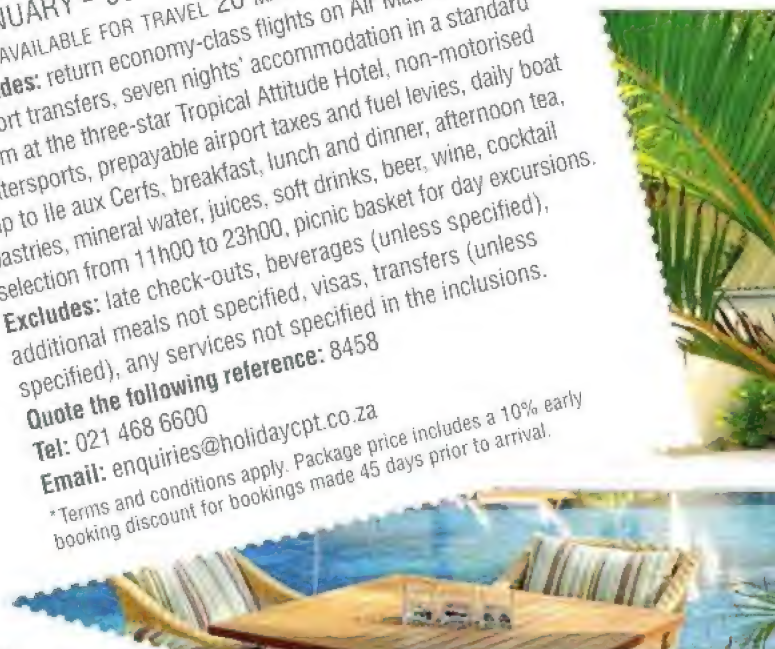 AVAILABLE FOR TRAVEL 20
return economy-class flights on Air
transfers, seven nights' accommodation in a standard
at the three-star Tropical Attitude Hotel, non-motorised
prepayable airport taxes and fuel levies, daily boat
to Ile aux Cerfs, breakfast, lunch and dinner, afternoon tea,
pastries, mineral water, juices, soft drinks, beer, wine, cocktail
selection from 11h00 to 23h00, picnic basket for day excursions.
Excludes: late check-outs, beverages (unless specified),
additional meals not specified, visas, transfers (unless
specified), any services not specified in the inclusions.
Quote the following reference: 8458
Tel: 021 468 6600
Email: enquiries@holidaycpt.co.za
*Terms and conditions apply. Package price includes a 10% early
booking discount for bookings made 45 days prior to arrival.